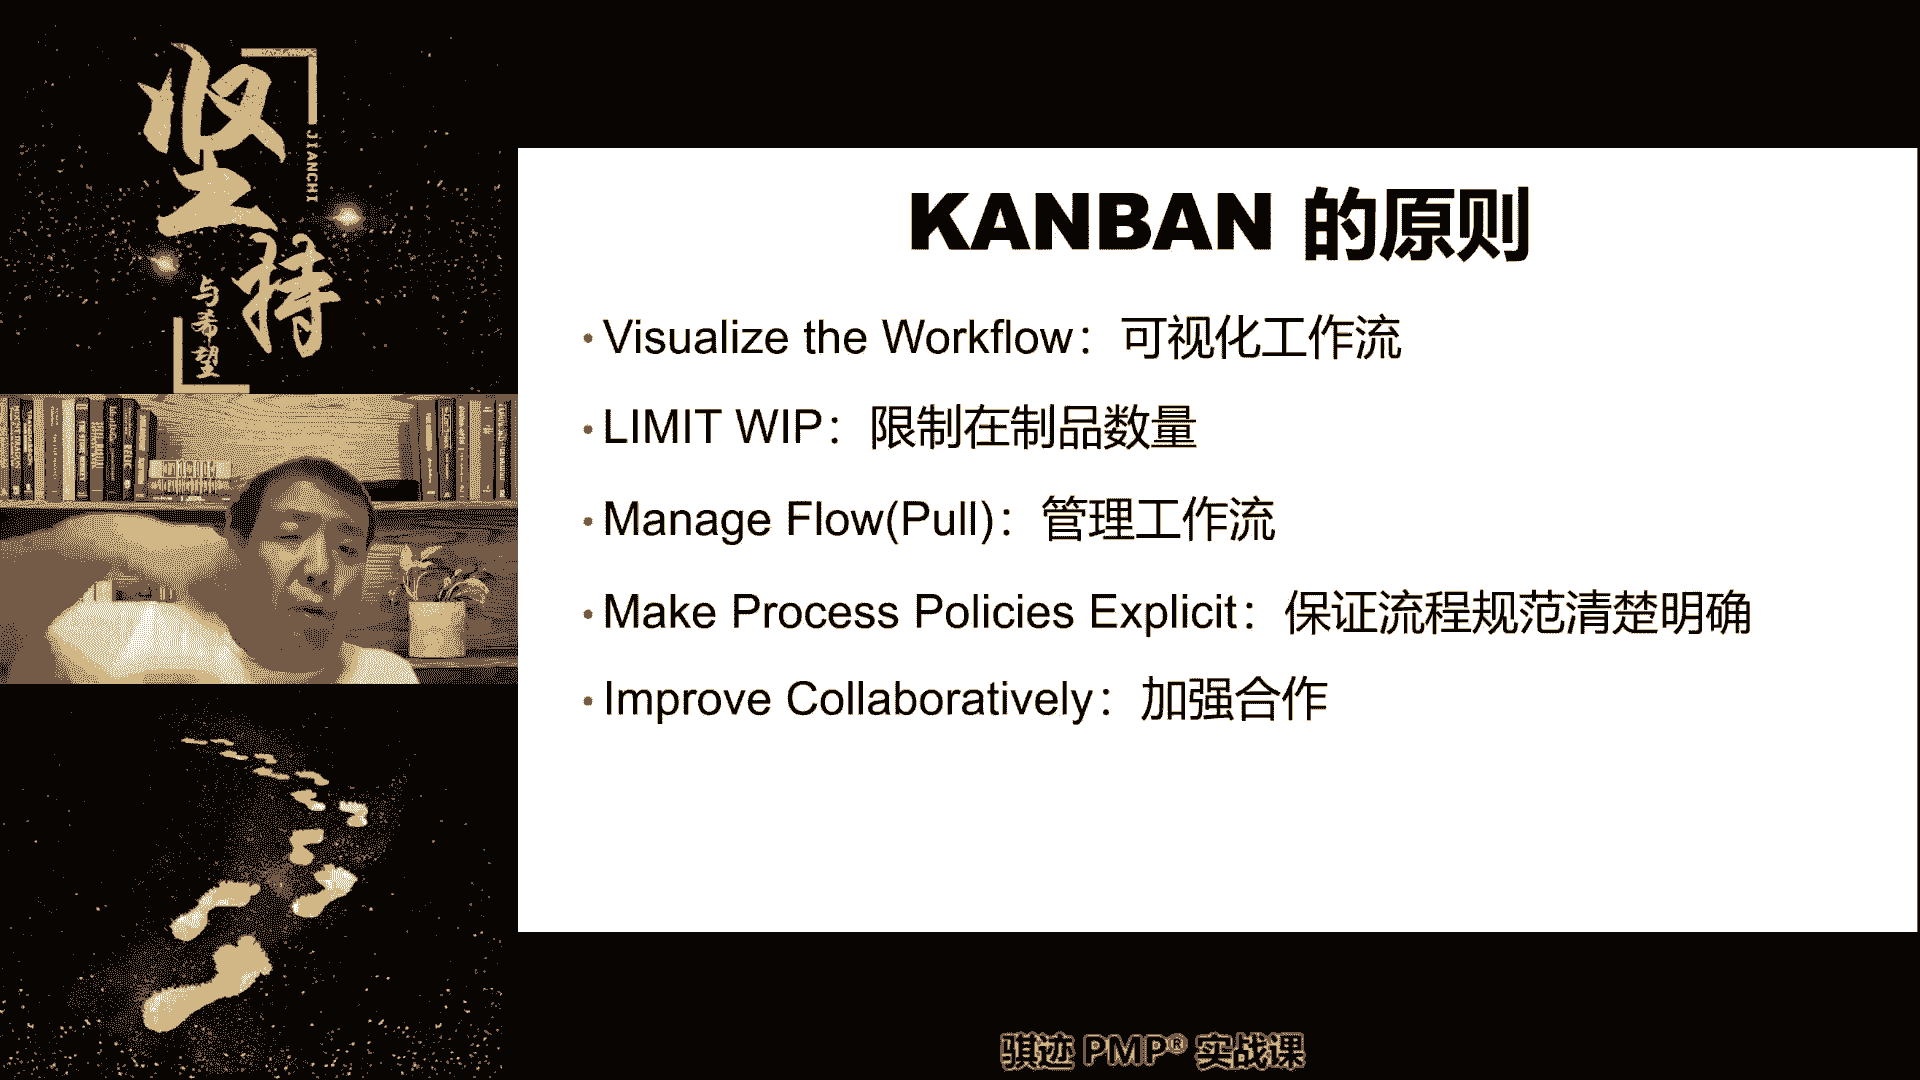 坚持
JIANCHI
与希望
KANBAN 的原则
•Visualize the Workflow：可视化工作流
•LIMIT WIP：限制在制品数量
•Manage Flow(Pull)：管理工作流
•Make Process Policies Explicit：保证流程规范清楚明确
•Improve Collaboratively：加强合作
骐迹 PMP® 实战课